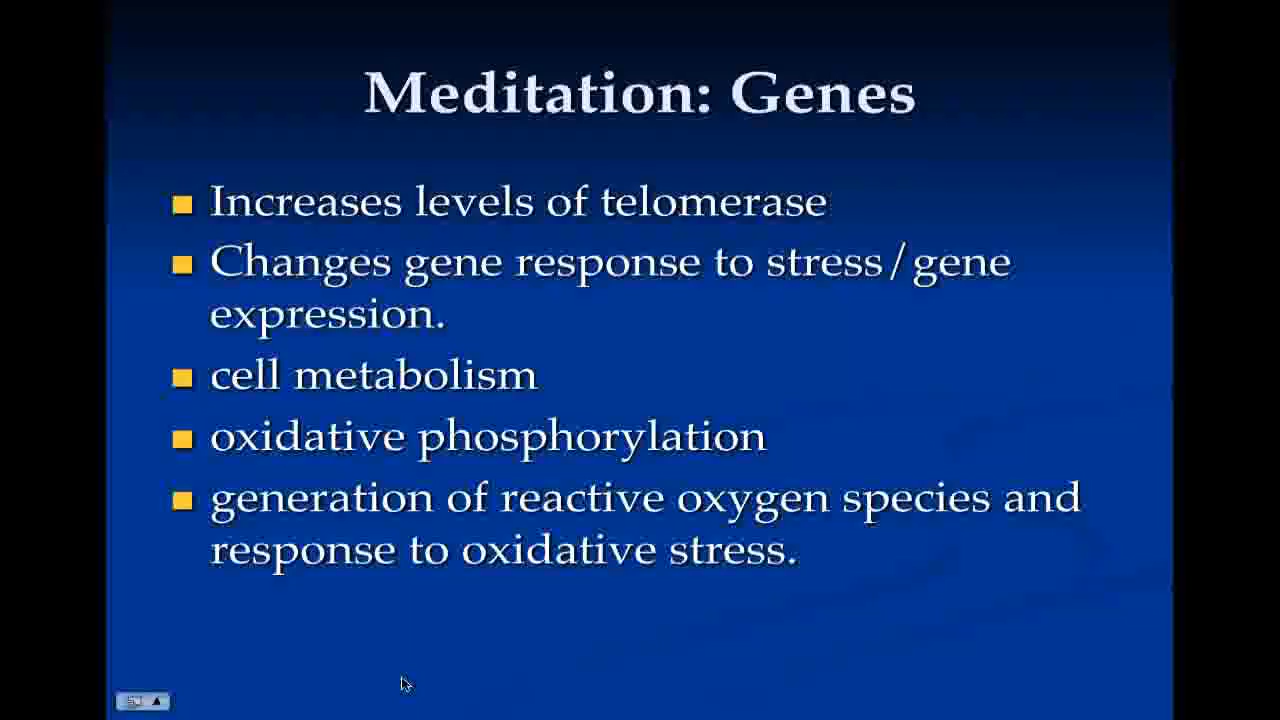 Meditation: Genes
Increases levels of telomerase
Changes gene response to stress/gene
expression.
cell metabolism
oxidative phosphorylation
generation of reactive oxygen species and
response to oxidative stress.